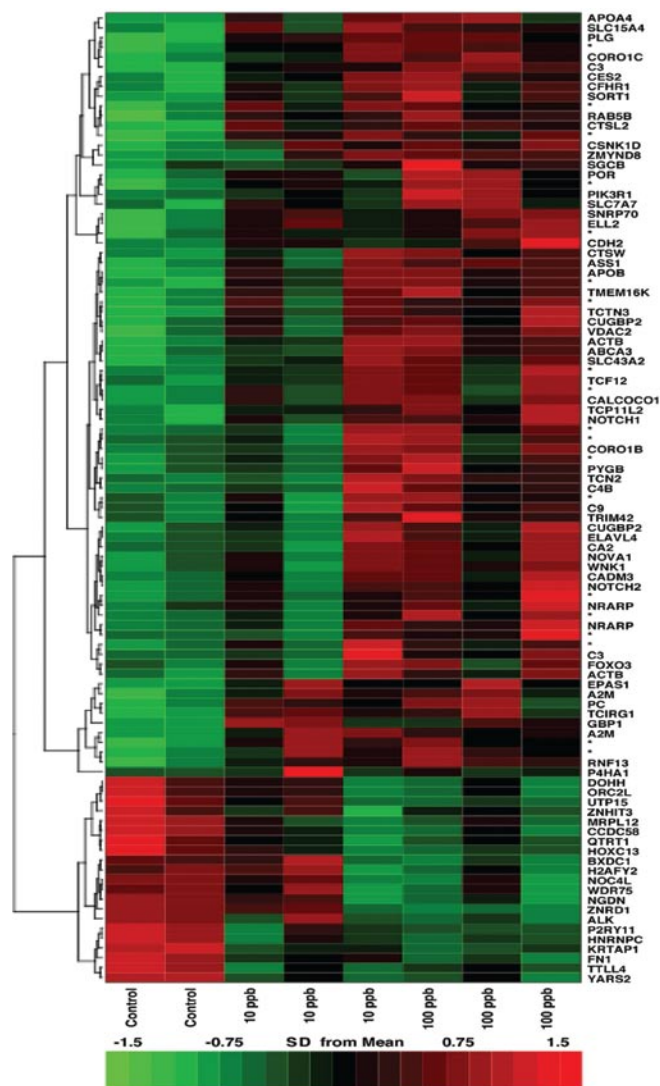 APOA4
SLC15A4
PLG
*
CORO1C
C3
CES2
CFHR1
SORT1
*
RAB5B
CTSL2
*
CSNK1D
ZMYND8
SGCB
POR
*
PIK3R1
SLC7A7
SNRP70
ELL2
*
CDH2
CTSW
ASS1
APOB
*
TMEM16K
*
TCTN3
CUGBP2
VDAC2
ACTB
ABCA3
SLC43A2
*
TCF12
*
CALCOCO1
TCP11L2
NOTCH1
*
*
CORO1B
*
PYGB
TCN2
C4B
*
C9
TRIM42
CUGBP2
ELAVL4
CA2
NOVA1
WNK1
CADM3
NOTCH2
*
NRARP
*
NRARP
*
*
C3
FOXO3
ACTB
EPAS1
A2M
PC
TCIRG1
GBP1
A2M
*
*
RNF13
P4HA1
DOHH
ORC2L
UTP15
ZNHIT3
MRPL12
CCDC58
QTRT1
HOXC13
BXDC1
H2AFY2
NOC4L
WDR75
NGDN
ZNRD1
ALK
P2RY11
HNRNPC
KRTAP1
FN1
TTLL4
YARS2
Control Control 10 ppb 10 ppb 10 ppb 100 ppb 100 ppb 100 ppb
-1.5 -0.75 SD from Mean 0.75 1.5